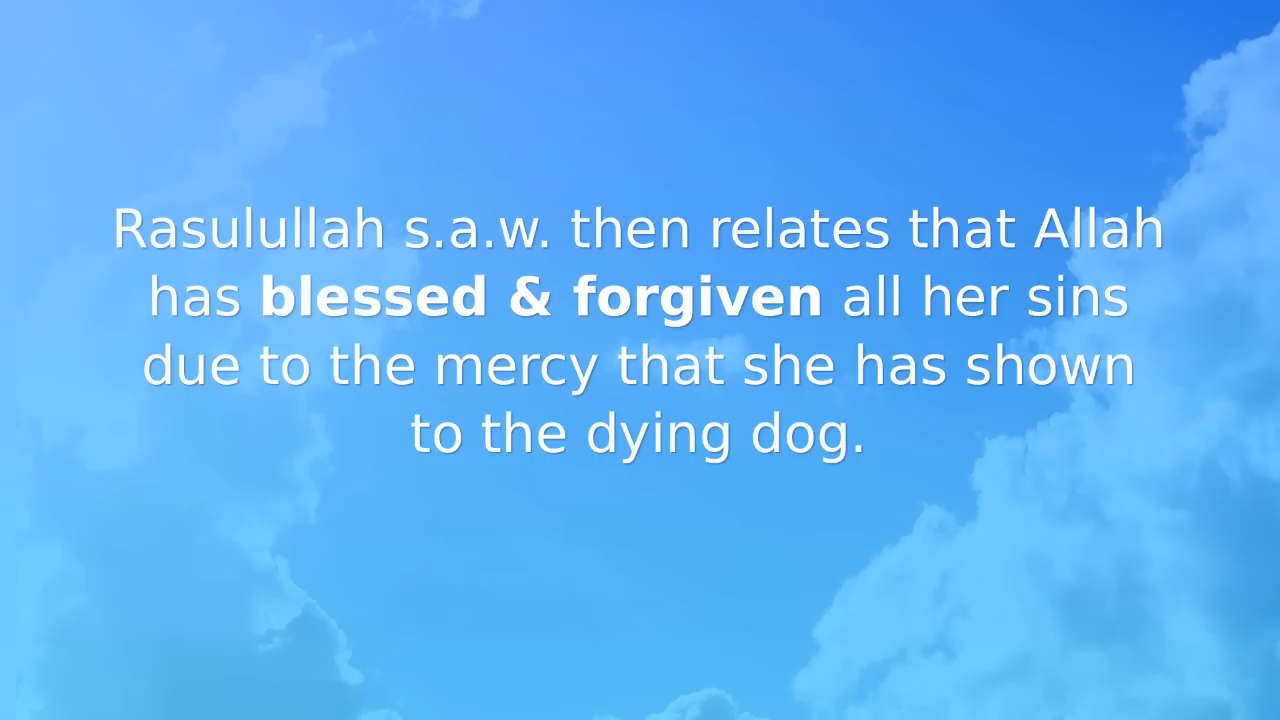 Rasulullah s.a.w. then relates that Allah
has blessed & forgiven all her sins
due to the mercy that she has shown
to the dying dog.